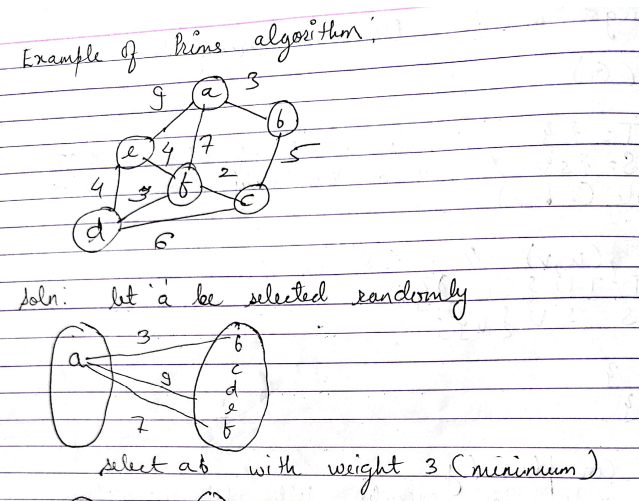 Example of Prims algorithm:
9 a 3
b
e 4 7 5
4 3 f 2 c
d 6
soln: let 'a' be selected randomly
a 3 b
c
9 d
e
7 f
select ab with weight 3 (minimum)